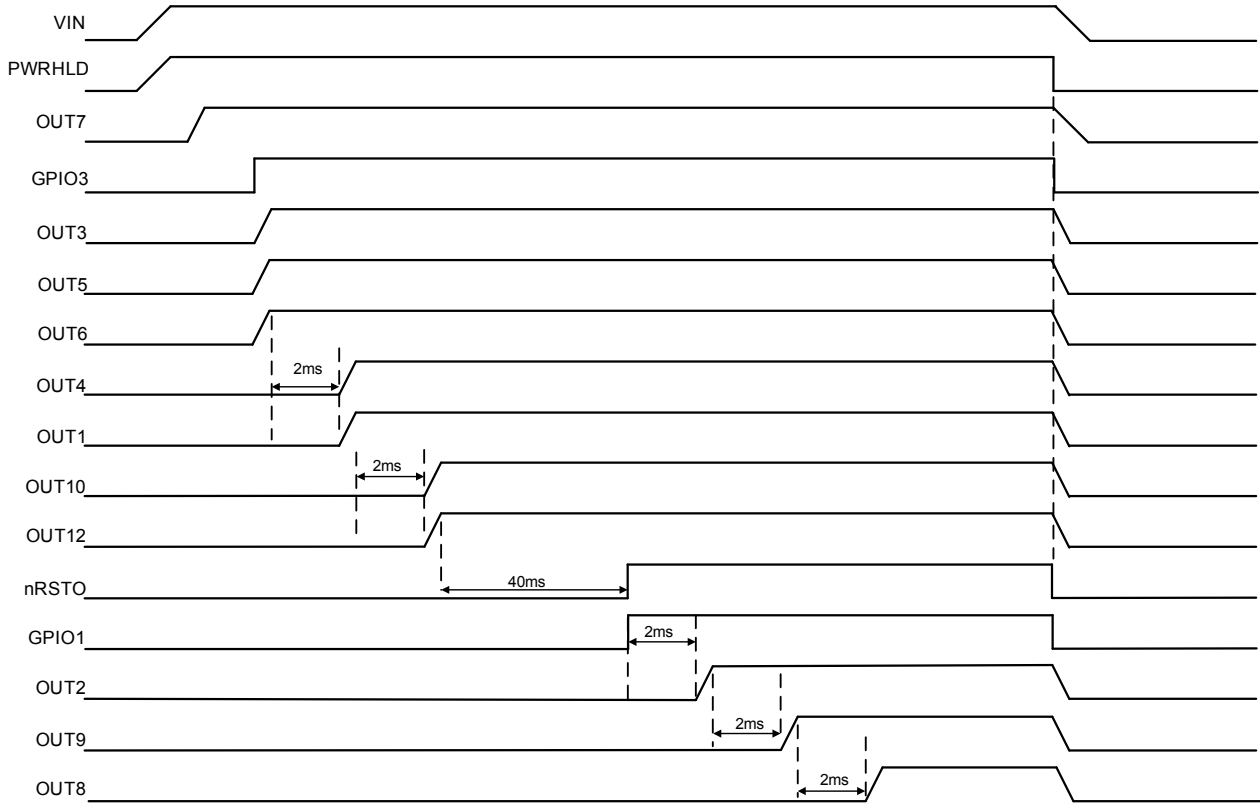 VIN
PWRHLD
OUT7
GPIO3
OUT3
OUT5
OUT6
2ms
OUT4
OUT1
2ms
OUT10
OUT12
nRSTO
40ms
GPIO1
2ms
OUT2
2ms
OUT9
2ms
OUT8